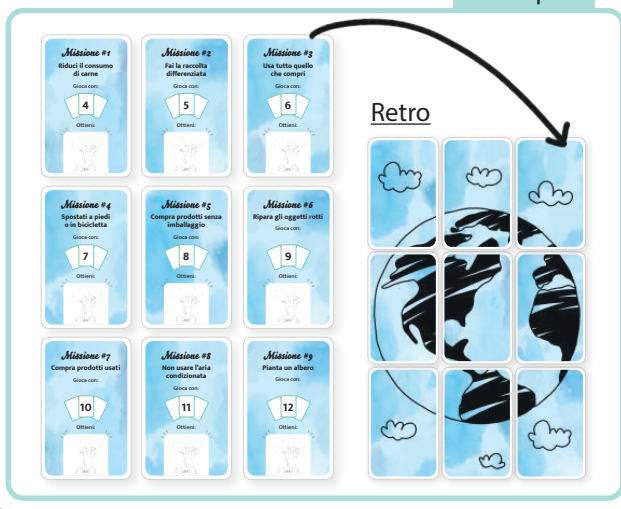 Missione #1
Riduci il consumo
di carne
Gioca con:
4
Ottieni:
Missione #2
Fai la raccolta
differenziata
Gioca con:
5
Ottieni:
Missione #3
Usa tutto quello
che compri
Gioca con:
6
Ottieni:
Retro
Missione #4
Spostati a piedi
o in bicicletta
Gioca con:
7
Ottieni:
Missione #5
Compra prodotti senza
imballaggio
Gioca con:
8
Ottieni:
Missione #6
Ripara gli oggetti rotti
Gioca con:
9
Ottieni:
Missione #7
Compra prodotti usati
Gioca con:
10
Ottieni:
Missione #8
Non usare l'aria
condizionata
Gioca con:
11
Ottieni:
Missione #9
Pianta un albero
Gioca con:
12
Ottieni: